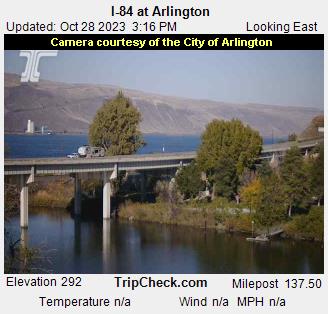 I-84 at Arlington
Updated: Oct 28 2023  3:16 PM    Looking East
Camera courtesy of the City of Arlington
Elevation 292    TripCheck.com    Milepost 137.50
Temperature n/a    Wind n/a  MPH n/a